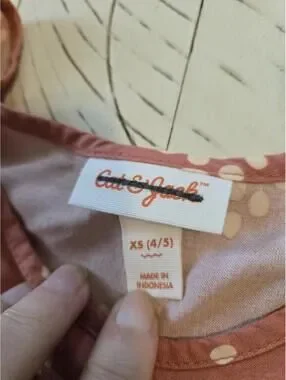 Cat & Jack™
XS (4/5)
MADE IN
INDONESIA